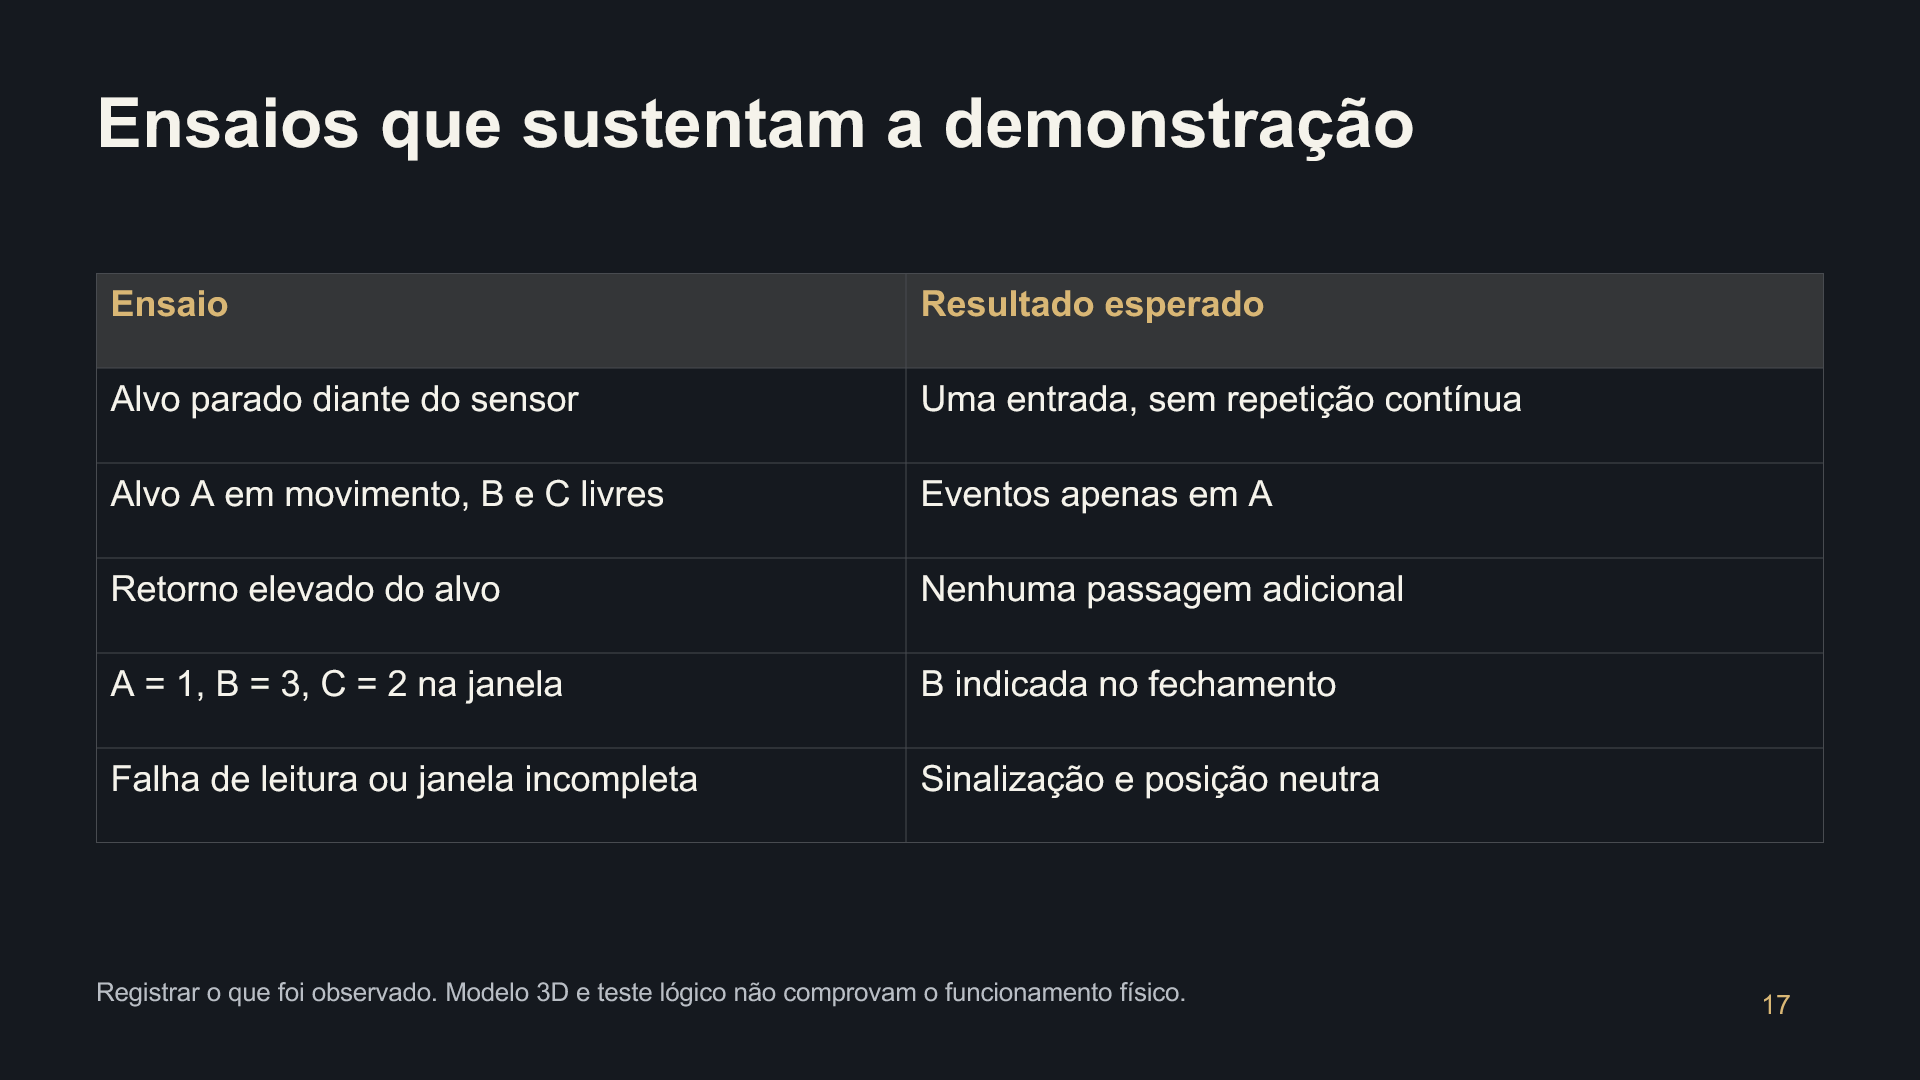 Ensaios que sustentam a demonstração
Ensaio
Resultado esperado
Alvo parado diante do sensor
Uma entrada, sem repetição contínua
Alvo A em movimento, B e C livres
Eventos apenas em A
Retorno elevado do alvo
Nenhuma passagem adicional
A = 1, B = 3, C = 2 na janela
B indicada no fechamento
Falha de leitura ou janela incompleta
Sinalização e posição neutra
Registrar o que foi observado. Modelo 3D e teste lógico não comprovam o funcionamento físico.
17